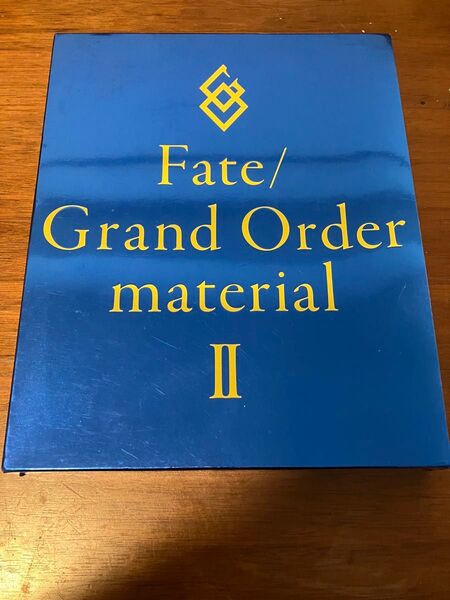 Fate/
Grand Order
material
II